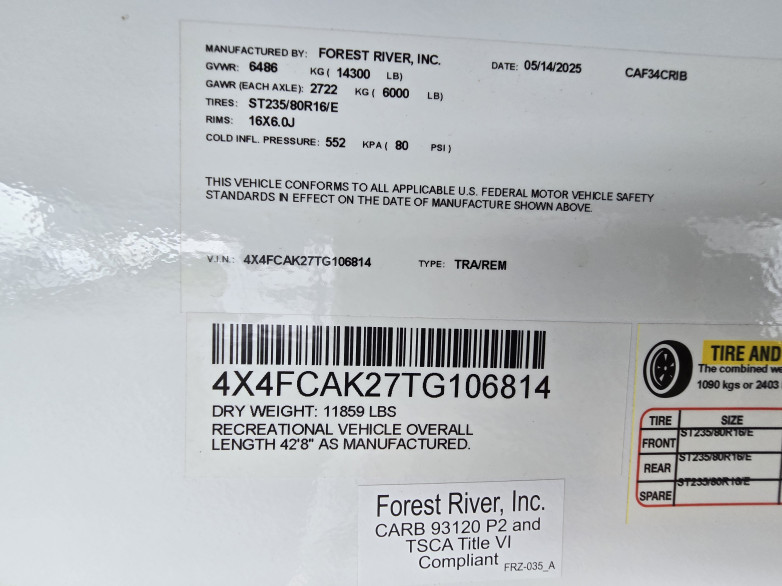 MANUFACTURED BY: FOREST RIVER, INC. DATE: 05/14/2025 CAF34CRIB
GVWR: 6486 KG ( 14300 LB)
GAWR (EACH AXLE): 2722 KG ( 6000 LB)
TIRES: ST235/80R16/E
RIMS: 16X6.0J
COLD INFL. PRESSURE: 552 KPA ( 80 PSI )
THIS VEHICLE CONFORMS TO ALL APPLICABLE U.S. FEDERAL MOTOR VEHICLE SAFETY
STANDARDS IN EFFECT ON THE DATE OF MANUFACTURE SHOWN ABOVE.
V.I.N.: 4X4FCAK27TG106814 TYPE: TRA/REM
4X4FCAK27TG106814
DRY WEIGHT: 11859 LBS
RECREATIONAL VEHICLE OVERALL
LENGTH 42'8" AS MANUFACTURED.
TIRE AND
The combined we
1090 kgs or 2403
TIRE SIZE
FRONT ST235/80R16/E
REAR ST235/80R16/E
SPARE ST235/80R16/E
Forest River, Inc.
CARB 93120 P2 and
TSCA Title VI
Compliant FRZ-035_A